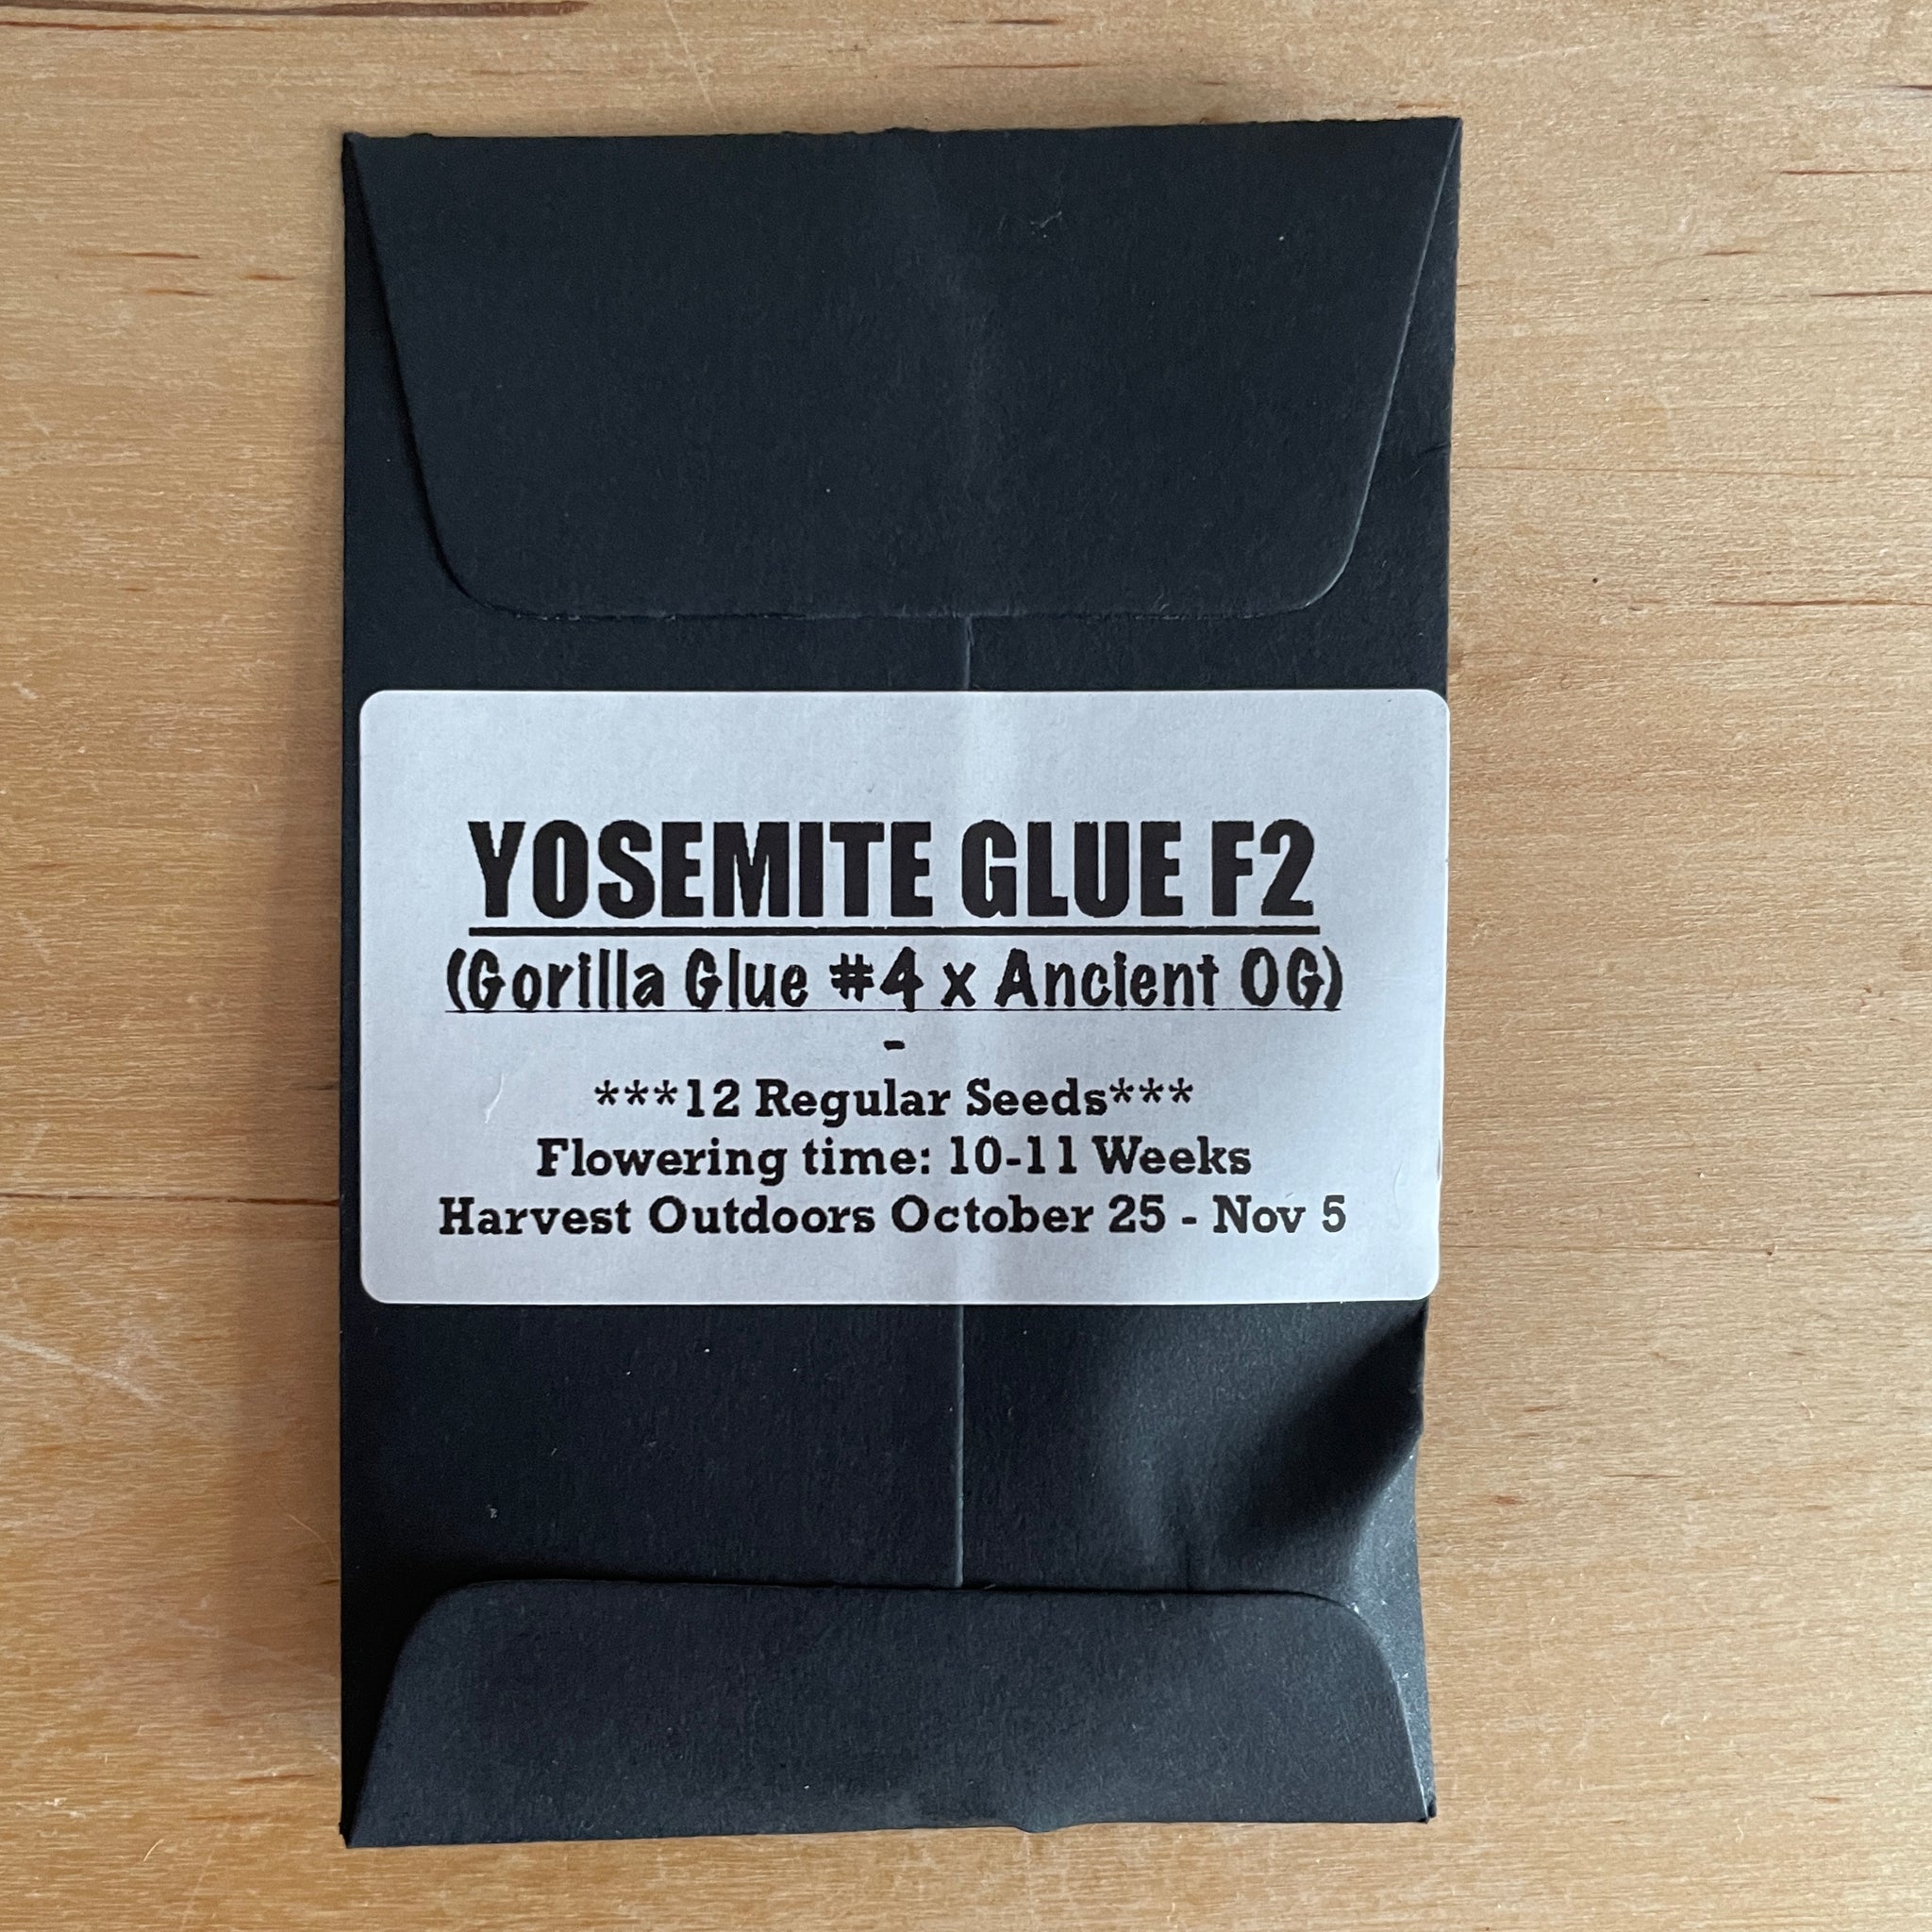 YOSEMITE GLUE F2
(Gorilla Glue #4 x Ancient OG)
-
***12 Regular Seeds***
Flowering time: 10-11 Weeks
Harvest Outdoors October 25 - Nov 5